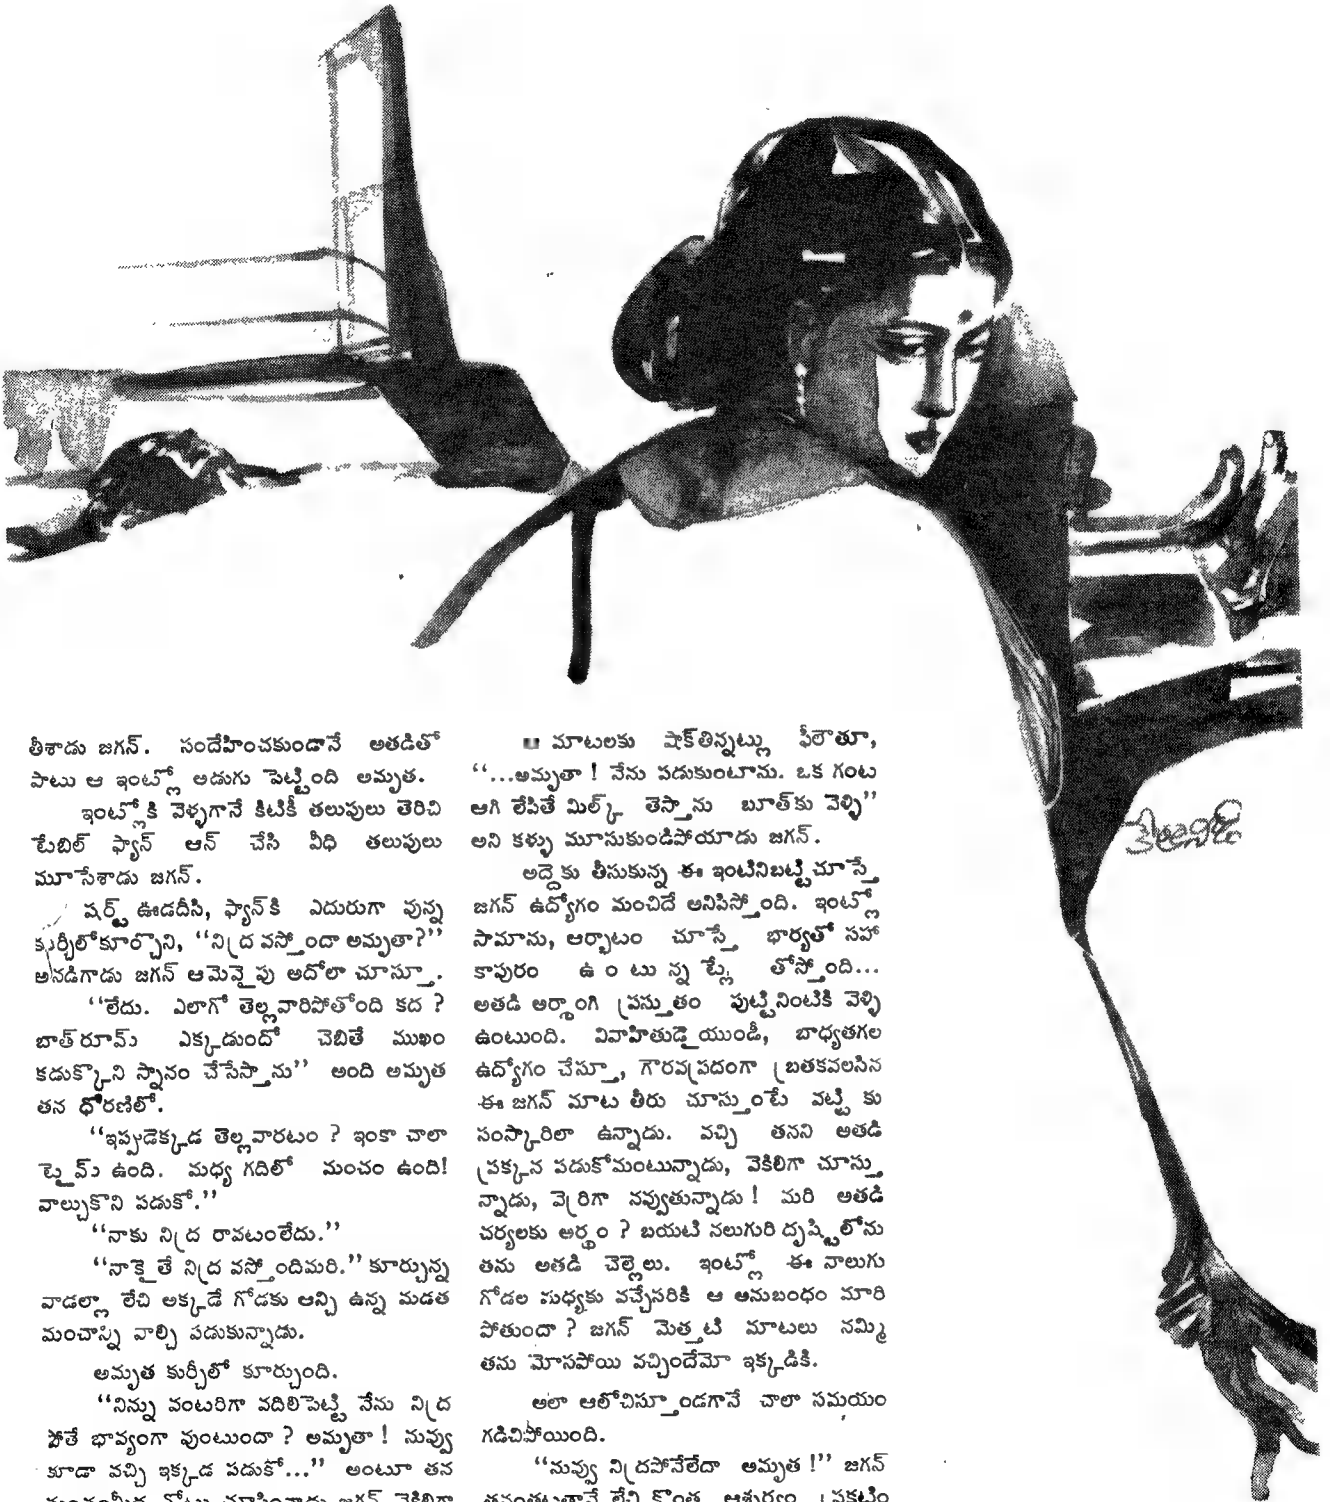 తీశాడు జగన్. సందేహించకుండానే అతడితో
పాటు ఆ ఇంట్లో అడుగు పెట్టింది అమృత.
ఇంట్లోకి వెళ్ళగానే కిటికీ తలుపులు తెరిచి
టేబిల్ ఫ్యాన్ ఆన్ చేసి వీధి తలుపులు
మూసేశాడు జగన్.
షర్ట్ ఊడదీసి, ఫ్యాన్‌కి ఎదురుగా వున్న
కుర్చీలోకూర్చొని, “నిద్ర వస్తోందా అమృతా?”
అనడిగాడు జగన్ ఆమెవైపు అదోలా చూస్తూ.
“లేదు. ఎలాగో తెల్లవారిపోతోంది కద ?
బాత్‌రూమ్ ఎక్కడుందో చెబితే ముఖం
కడుక్కొని స్నానం చేసేస్తాను” అంది అమృత
తన ధోరణిలో.
“ఇప్పుడెక్కడ తెల్లవారటం ? ఇంకా చాలా
టైమ్ ఉంది. మధ్య గదిలో మంచం ఉంది!
వాల్చుకొని పడుకో.”
“నాకు నిద్ర రావటంలేదు.”
“నాకైతే నిద్ర వస్తోందిమరి.” కూర్చున్న
వాడల్లా లేచి అక్కడే గోడకు ఆన్చి ఉన్న మడత
మంచాన్ని వాల్చి పడుకున్నాడు.
అమృత కుర్చీలో కూర్చుంది.
“నిన్ను వంటరిగా వదిలిపెట్టి నేను నిద్ర
పోతే భావ్యంగా వుంటుందా ? అమృతా ! నువ్వు
కూడా వచ్చి ఇక్కడ పడుకో...” అంటూ తన
మాటలకు షాక్‌తిన్నట్లు ఫీలౌతూ,
“...అమృతా ! నేను పడుకుంటాను. ఒక గంట
ఆగి లేపితే మిల్క్ తెస్తాను బూత్‌కు వెళ్ళి”
అని కళ్ళు మూసుకుండిపోయాడు జగన్.
అద్దెకు తీసుకున్న ఈ ఇంటినిబట్టిచూస్తే
జగన్ ఉద్యోగం మంచిదే అనిపిస్తోంది. ఇంట్లో
సామాను, ఆర్భాటం చూస్తే భార్యతో సహా
కాపురం ఉంటున్నట్లే తోస్తోంది...
అతడి అర్ధాంగి ప్రస్తుతం పుట్టినింటికి వెళ్ళి
ఉంటుంది. వివాహితుడైయుండీ, బాధ్యతగల
ఉద్యోగం చేస్తూ, గౌరవప్రదంగా బ్రతకవలసిన
ఈ జగన్ మాట తీరు చూస్తుంటే వట్టి కు
సంస్కారిలా ఉన్నాడు. వచ్చి తనని అతడి
ప్రక్కన పడుకోమంటున్నాడు, వెకిలిగా చూస్తు
న్నాడు, వెర్రిగా నవ్వుతున్నాడు ! మరి అతడి
చర్యలకు అర్థం ? బయటి నలుగురి దృష్టిలోను
తను అతడి చెల్లెలు. ఇంట్లో ఈ నాలుగు
గోడల మధ్యకు వచ్చేసరికి ఆ అనుబంధం మారి
పోతుందా ? జగన్ మెత్తటి మాటలు నమ్మి
తను మోసపోయి వచ్చిందేమో ఇక్కడికి.
అలా ఆలోచిస్తూండగానే చాలా సమయం
గడిచిపోయింది.
“నువ్వు నిద్రపోనేలేదా అమృత !” జగన్